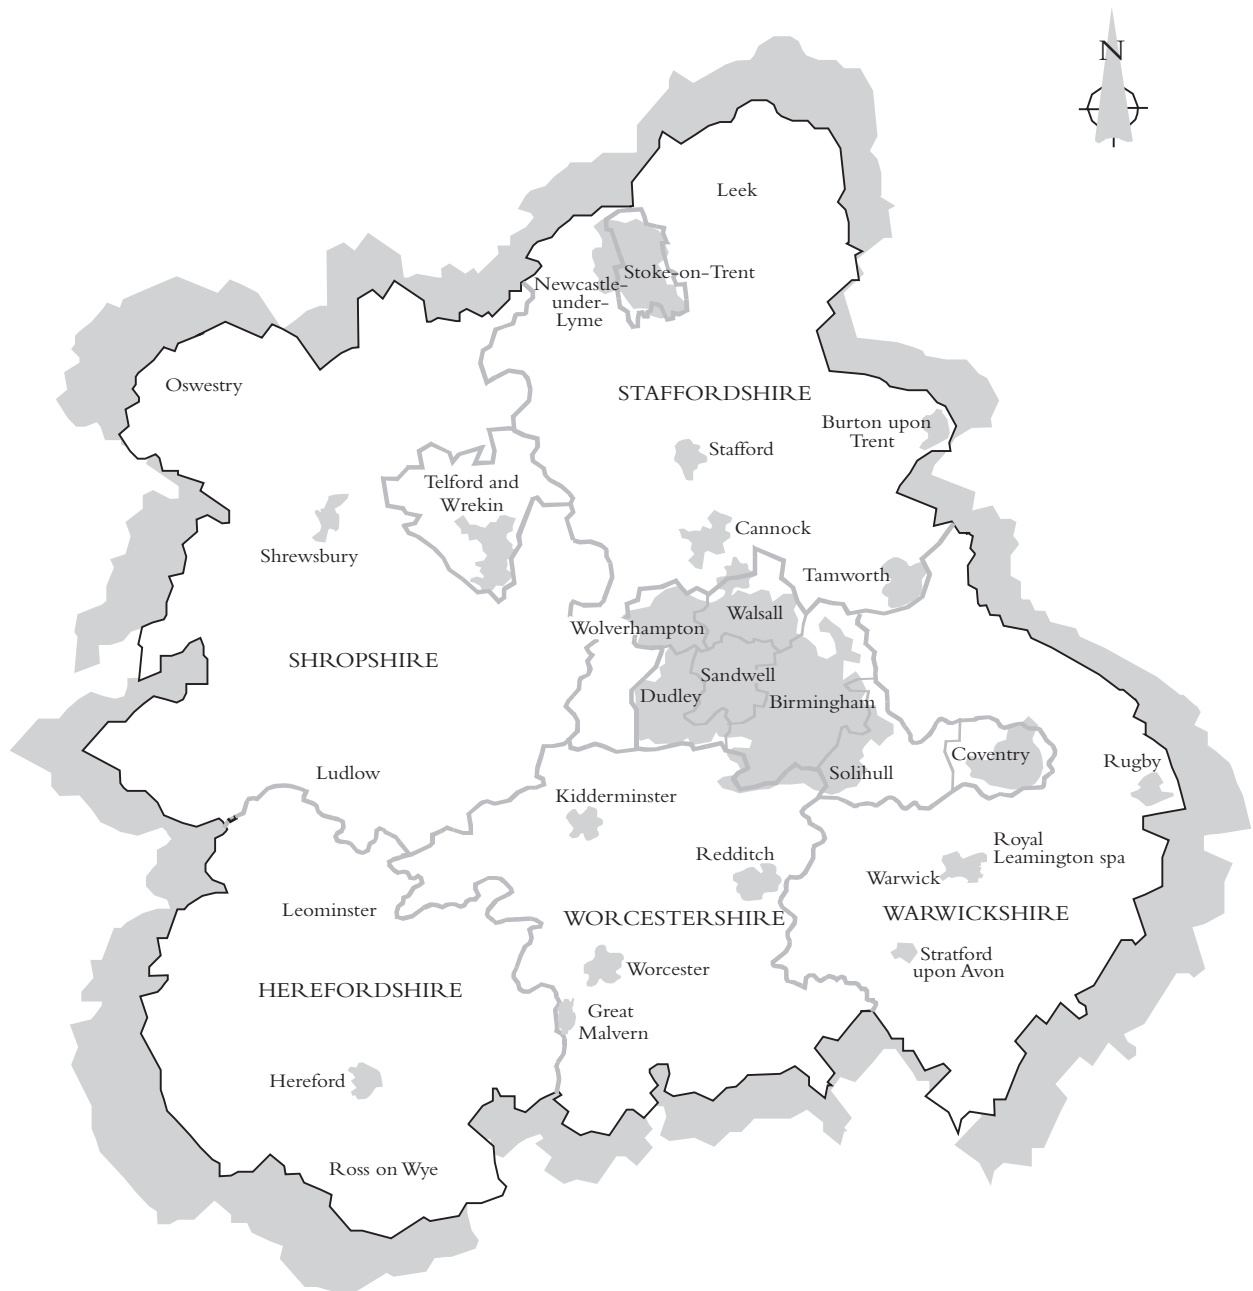 N
Leek
Stoke-on-Trent
Newcastle-
under-
Lyme
Oswestry
STAFFORDSHIRE
Burton upon
Trent
Stafford
Telford and
Wrekin
Cannock
Shrewsbury
Tamworth
Walsall
Wolverhampton
SHROPSHIRE
Sandwell
Dudley
Birmingham
Coventry
Rugby
Ludlow
Solihull
Kidderminster
Royal
Leamington spa
Redditch
Warwick
Leominster
WORCESTERSHIRE
WARWICKSHIRE
Stratford
upon Avon
Worcester
HEREFORDSHIRE
Great
Malvern
Hereford
Ross on Wye